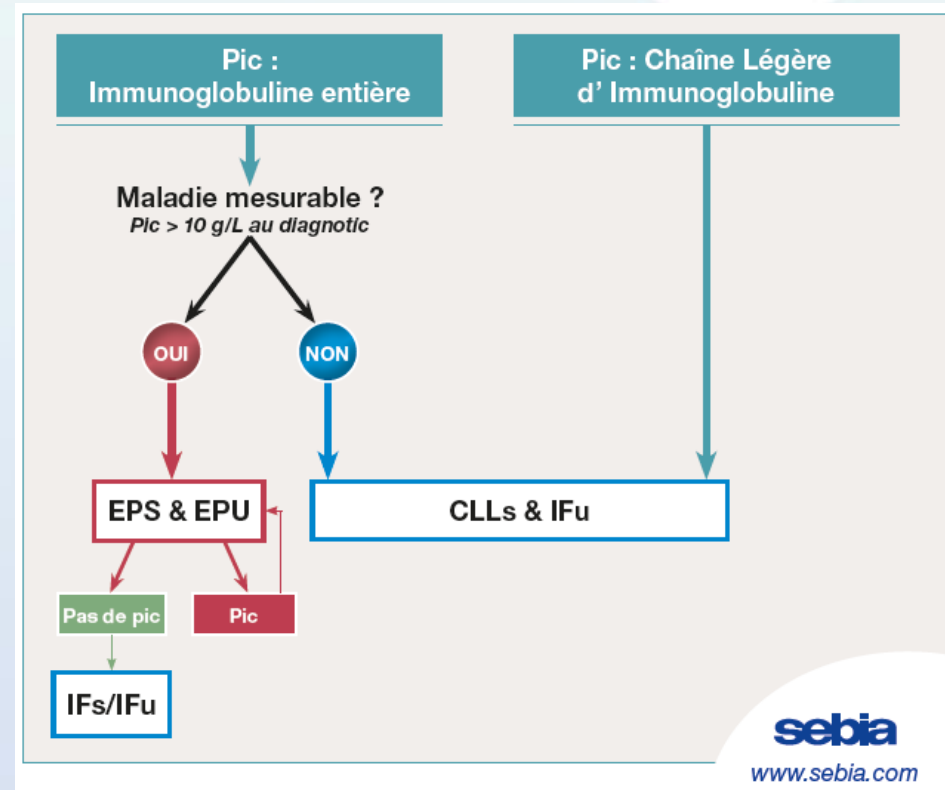 Pic :
Immunoglobuline entière
Pic : Chaîne Légère
d' Immunoglobuline
Maladie mesurable ?
Pic > 10 g/L au diagnotic
OUI
NON
EPS & EPU
CLLs & IFu
Pas de pic
Pic
IFs/IFu
sebia
www.sebia.com